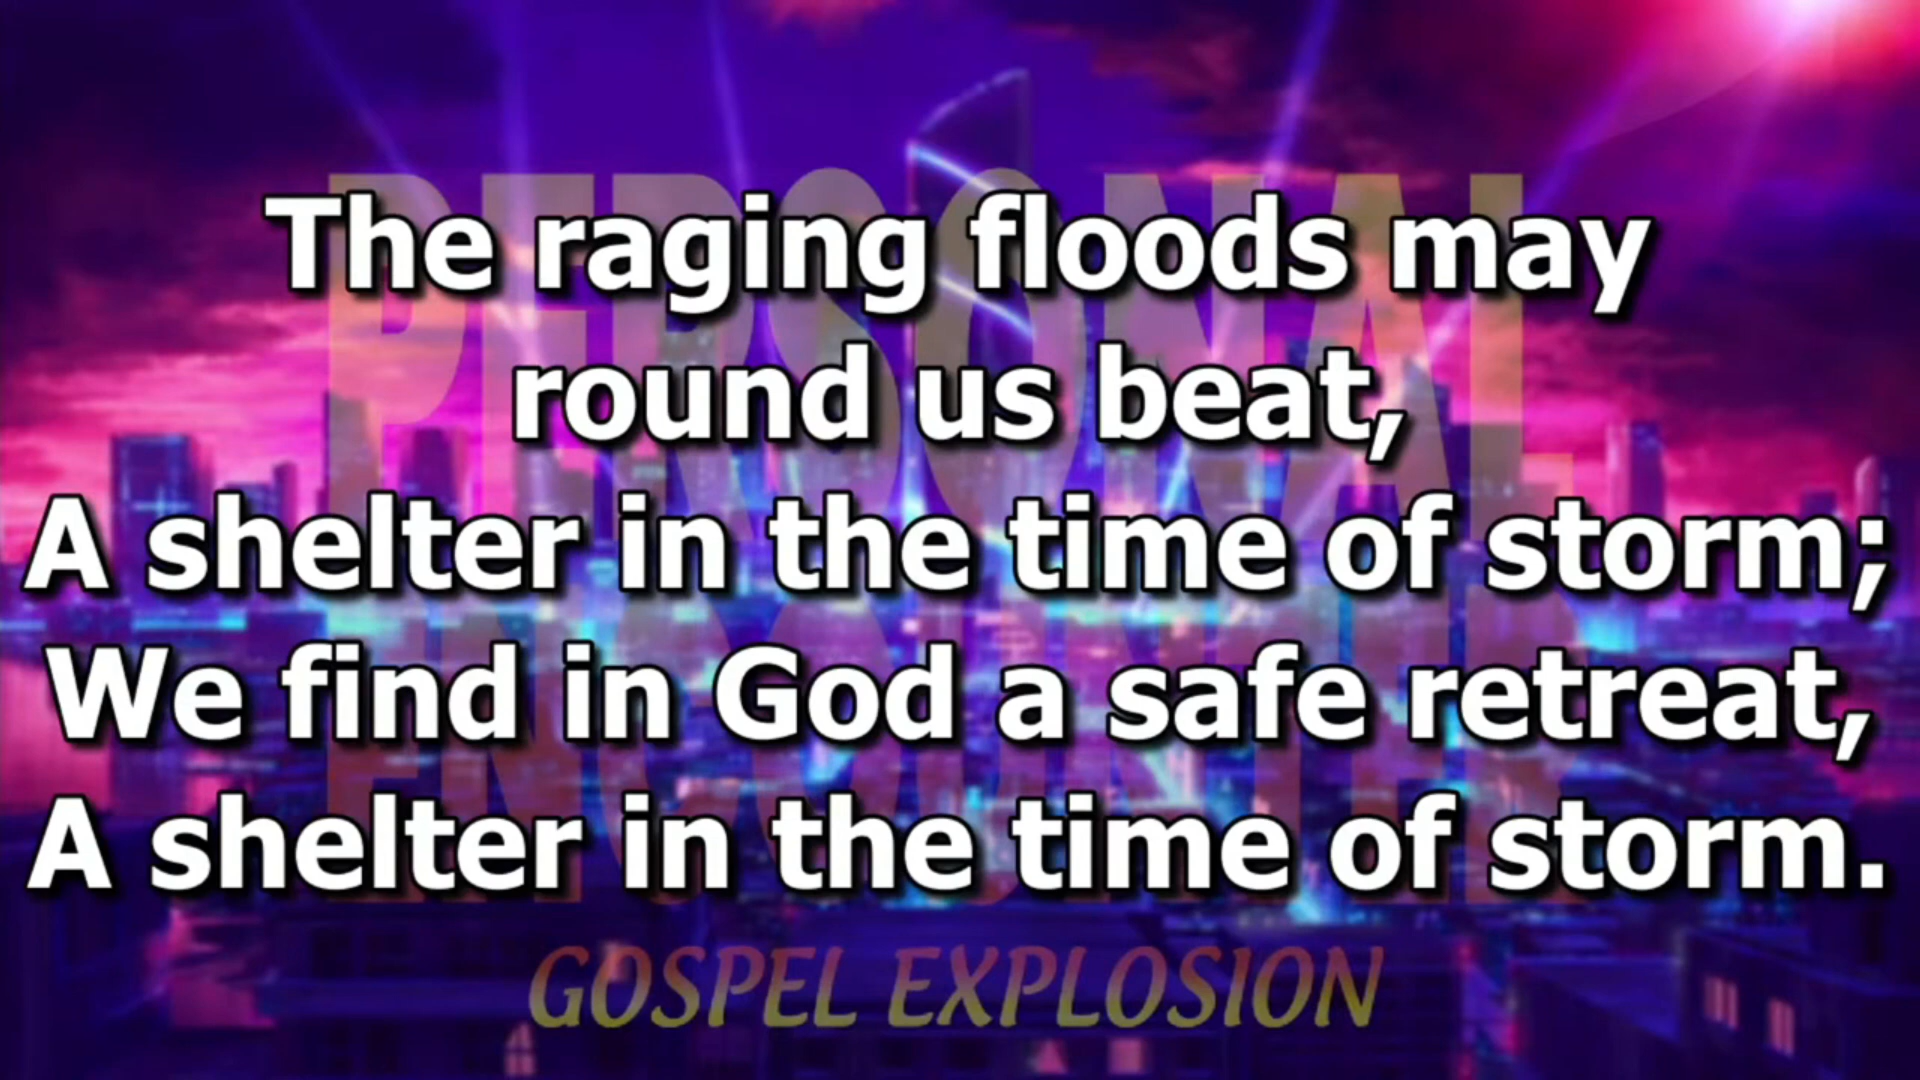 PERSONAL
The raging floods may
round us beat,
A shelter in the time of storm;
We find in God a safe retreat,
A shelter in the time of storm.
GOSPEL EXPLOSION